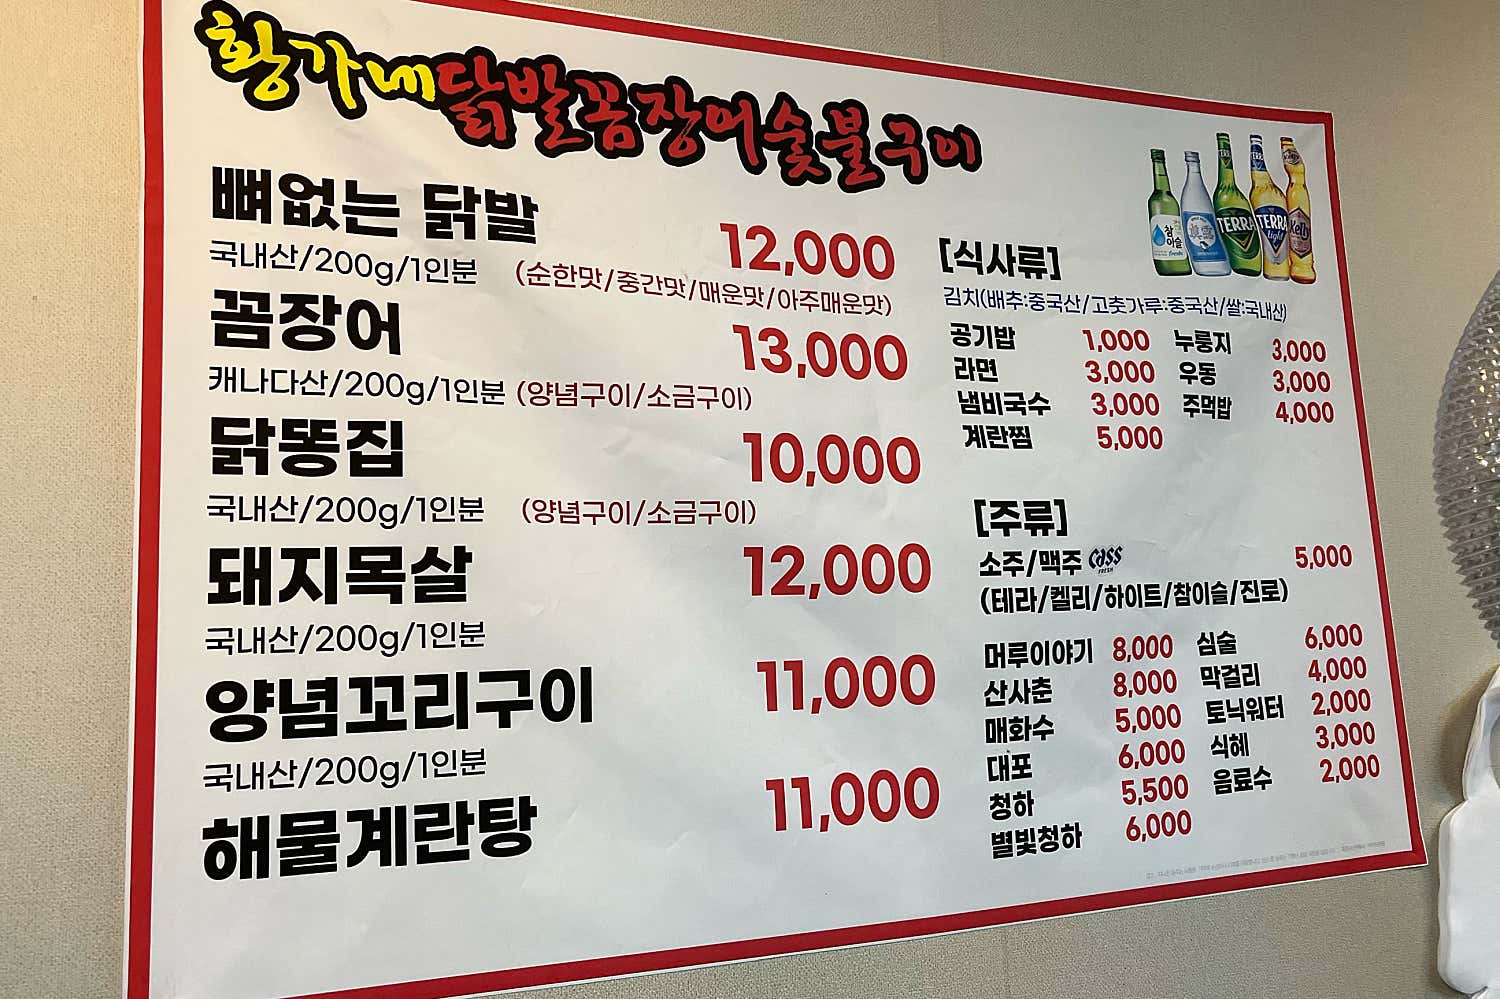 황가네닭발꼼장어숯불구이
뼈없는 닭발
12,000
국내산/200g/1인분 (순한맛/중간맛/매운맛/아주매운맛)
꼼장어
13,000
캐나다산/200g/1인분 (양념구이/소금구이)
닭똥집
10,000
국내산/200g/1인분 (양념구이/소금구이)
돼지목살
12,000
국내산/200g/1인분
양념꼬리구이
11,000
국내산/200g/1인분
해물계란탕
11,000
참이슬
fresh
TERRA
TERRA
light
Kelly
[식사류]
김치(배추:중국산/고춧가루:중국산/쌀:국내산)
공기밥 1,000 누룽지 3,000
라면 3,000 우동 3,000
냄비국수 3,000 주먹밥 4,000
계란찜 5,000
[주류]
소주/맥주 Cass FRESH 5,000
(테라/켈리/하이트/참이슬/진로)
머루이야기 8,000 심술 6,000
산사춘 8,000 막걸리 4,000
매화수 5,000 토닉워터 2,000
대포 6,000 식혜 3,000
청하 5,500 음료수 2,000
별빛청하 6,000